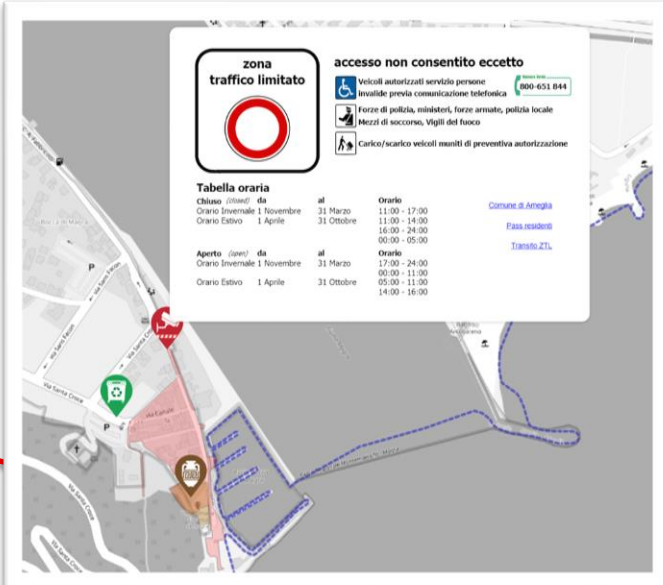 zona
traffico limitato
accesso non consentito eccetto
Veicoli autorizzati servizio persone
invalide previa comunicazione telefonica
800-651 844
Forze di polizia, ministeri, forze armate, polizia locale
Mezzi di soccorso, Vigili del fuoco
Carico/scarico veicoli muniti di preventiva autorizzazione
Tabella oraria
Chiuso (closed) da al Orario
Orario Invernale 1 Novembre 31 Marzo 11:00 - 17:00
Orario Estivo 1 Aprile 31 Ottobre 11:00 - 14:00
16:00 - 24:00
00:00 - 05:00
Aperto (open) da al Orario
Orario Invernale 1 Novembre 31 Marzo 17:00 - 24:00
00:00 - 11:00
Orario Estivo 1 Aprile 31 Ottobre 05:00 - 11:00
14:00 - 16:00
Comune di Ameglia
Pass residenti
Transito ZTL
P
Via Santa Croce
Via Santa Croce
P
Via Santa Croce
Via Santa Croce